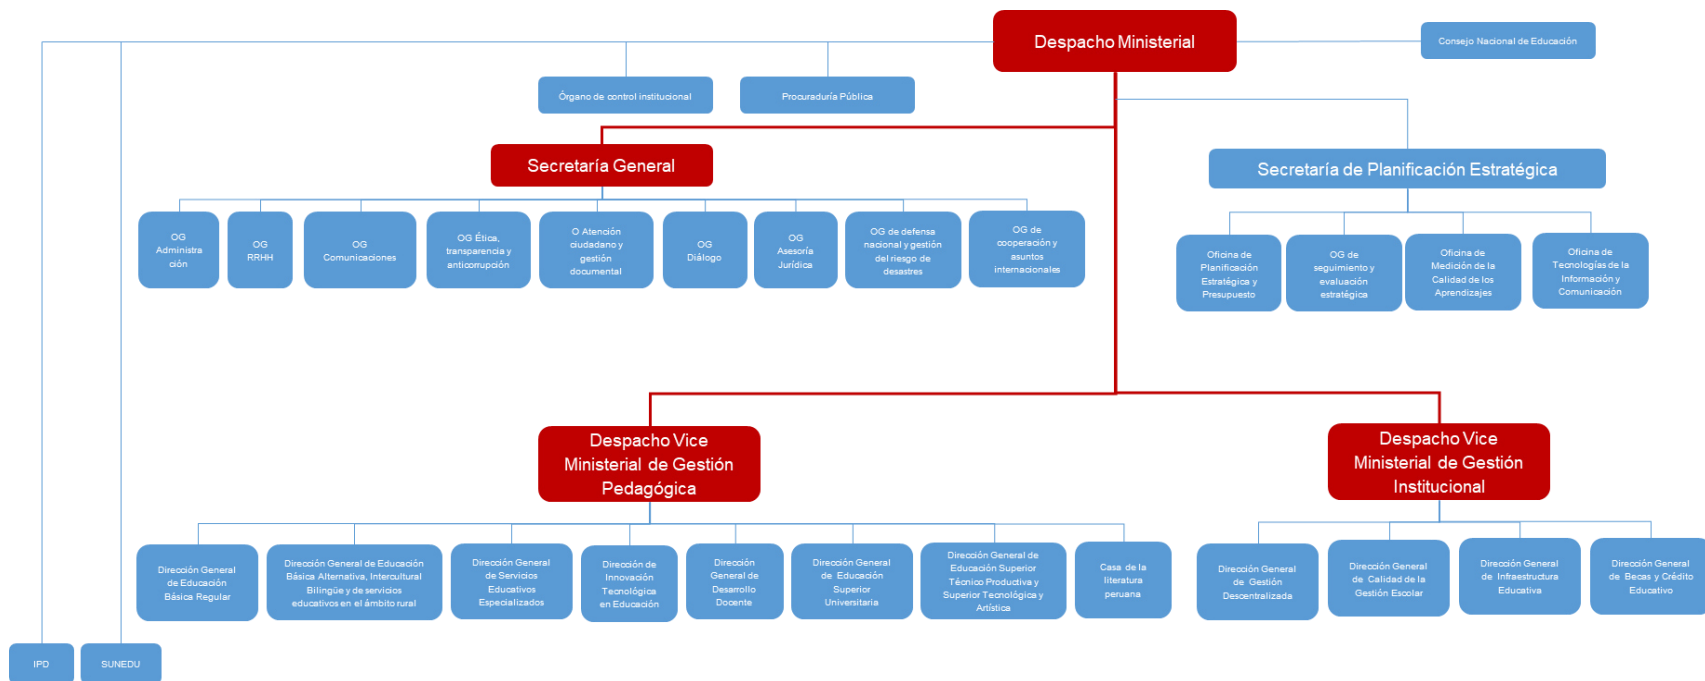 Despacho Ministerial
Consejo Nacional de Educación
Órgano de control institucional
Procuraduría Pública
Secretaría General
Secretaría de Planificación Estratégica
OG
Administra
ción
OG
RRHH
OG
Comunicaciones
OG Ética,
transparencia y
anticorrupción
O Atención
ciudadano y
gestión
documental
OG
Diálogo
OG
Asesoría
Jurídica
OG de defensa
nacional y gestión
del riesgo de
desastres
OG de
cooperación y
asuntos
internacionales
Oficina de
Planificación
Estratégica y
Presupuesto
OG de
seguimiento y
evaluación
estratégica
Oficina de
Medición de la
Calidad de los
Aprendizajes
Oficina de
Tecnologías de la
Información y
Comunicación
Despacho Vice
Ministerial de Gestión
Pedagógica
Despacho Vice
Ministerial de Gestión
Institucional
Dirección General
de Educación
Básica Regular
Dirección General de Educación
Básica Alternativa, Intercultural
Bilingüe y de servicios
educativos en el ámbito rural
Dirección General
de Servicios
Educativos
Especializados
Dirección de
Innovación
Tecnológica
en Educación
Dirección
General de
Desarrollo
Docente
Dirección General
de Educación
Superior
Universitaria
Dirección General de
Educación Superior
Técnico Productiva y
Superior Tecnológica y
Artística
Casa de la
literatura
peruana
Dirección General
de Gestión
Descentralizada
Dirección General
de Calidad de la
Gestión Escolar
Dirección General
de Infraestructura
Educativa
Dirección General
de Becas y Crédito
Educativo
IPD
SUNEDU